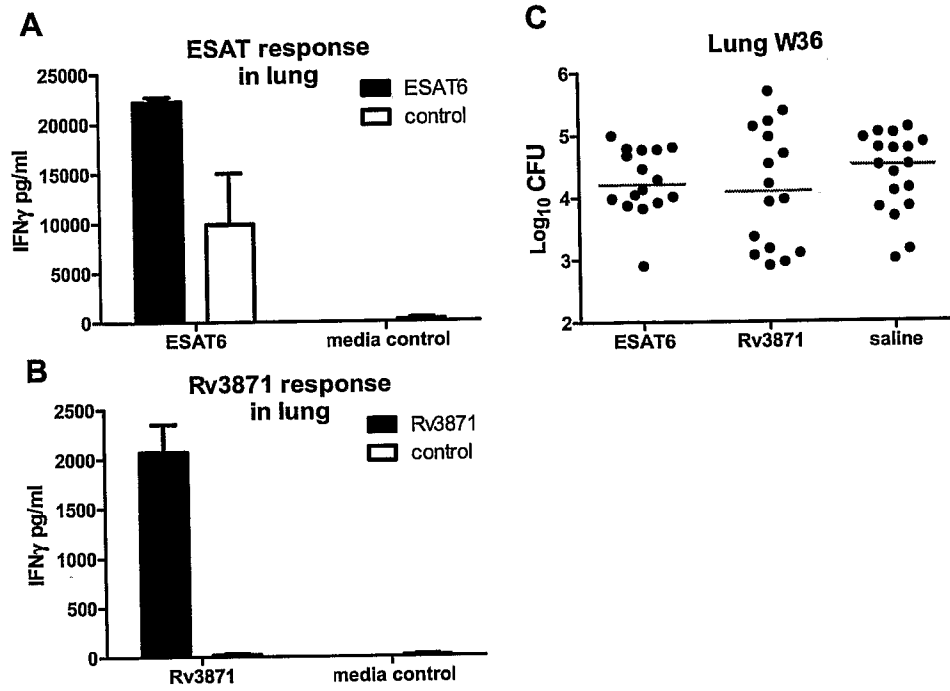 A
ESAT response
in lung
25000
20000
15000
10000
5000
0
IFNγ pg/ml
ESAT6
control
ESAT6
media control
B
Rv3871 response
in lung
2500
2000
1500
1000
500
0
IFNγ pg/ml
Rv3871
control
Rv3871
media control
C
Lung W36
6
5
4
3
2
Log10 CFU
ESAT6
Rv3871
saline